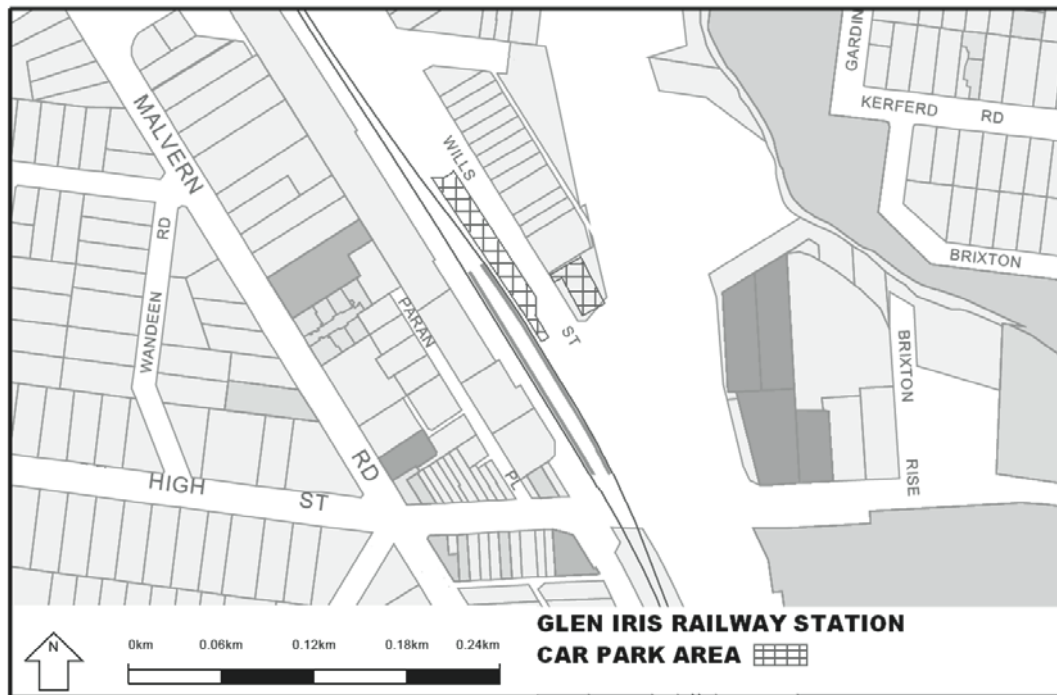 GARDIN
KERFERD RD
MALVERN
WILLS
WANDEEN RD
BRIXTON
PARAN
ST
BRIXTON
RD
PL
RISE
HIGH ST
N
0km 0.06km 0.12km 0.18km 0.24km
GLEN IRIS RAILWAY STATION
CAR PARK AREA